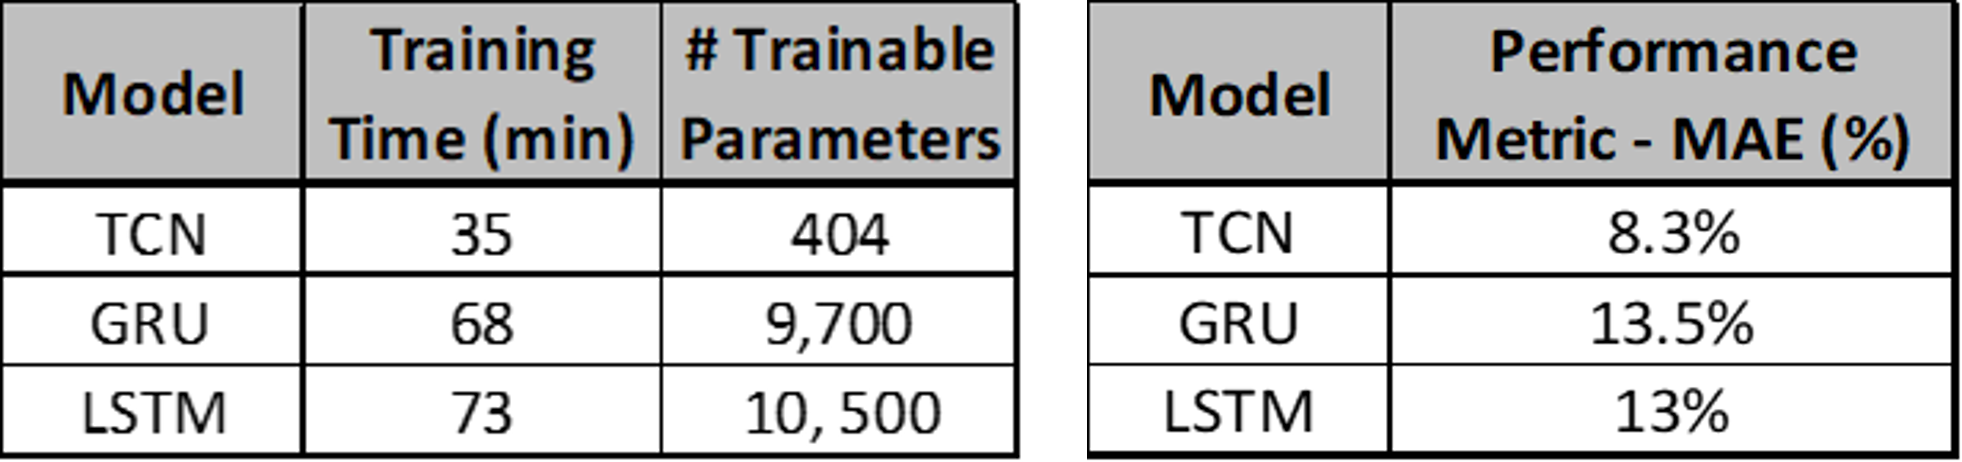 Model Training Time (min) # Trainable Parameters
TCN 35 404
GRU 68 9,700
LSTM 73 10, 500
Model Performance Metric - MAE (%)
TCN 8.3%
GRU 13.5%
LSTM 13%